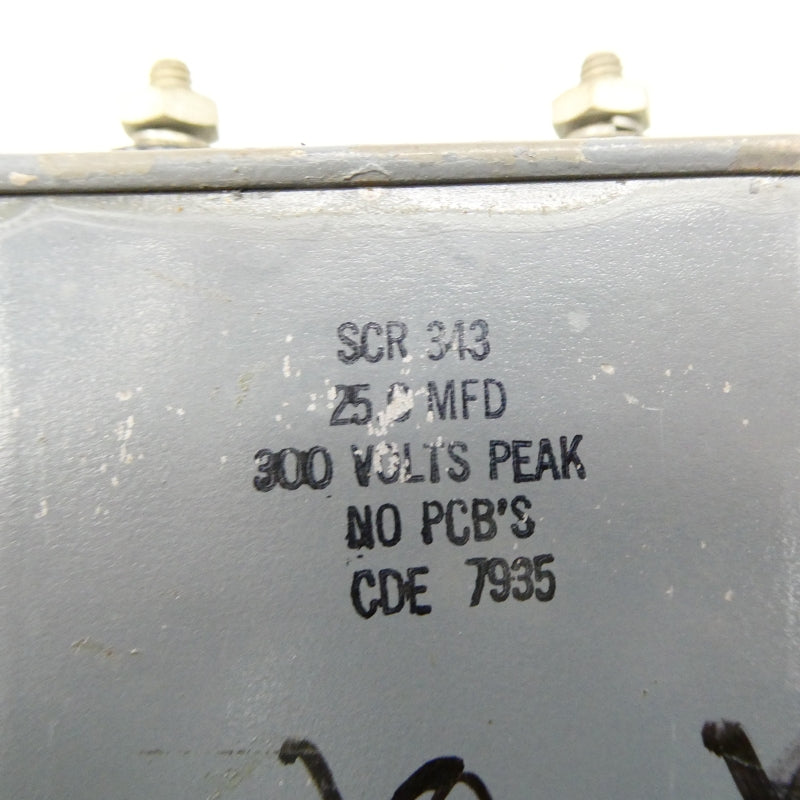 SCR 343
25.0 MFD
300 VOLTS PEAK
NO PCB'S
CDE 7935